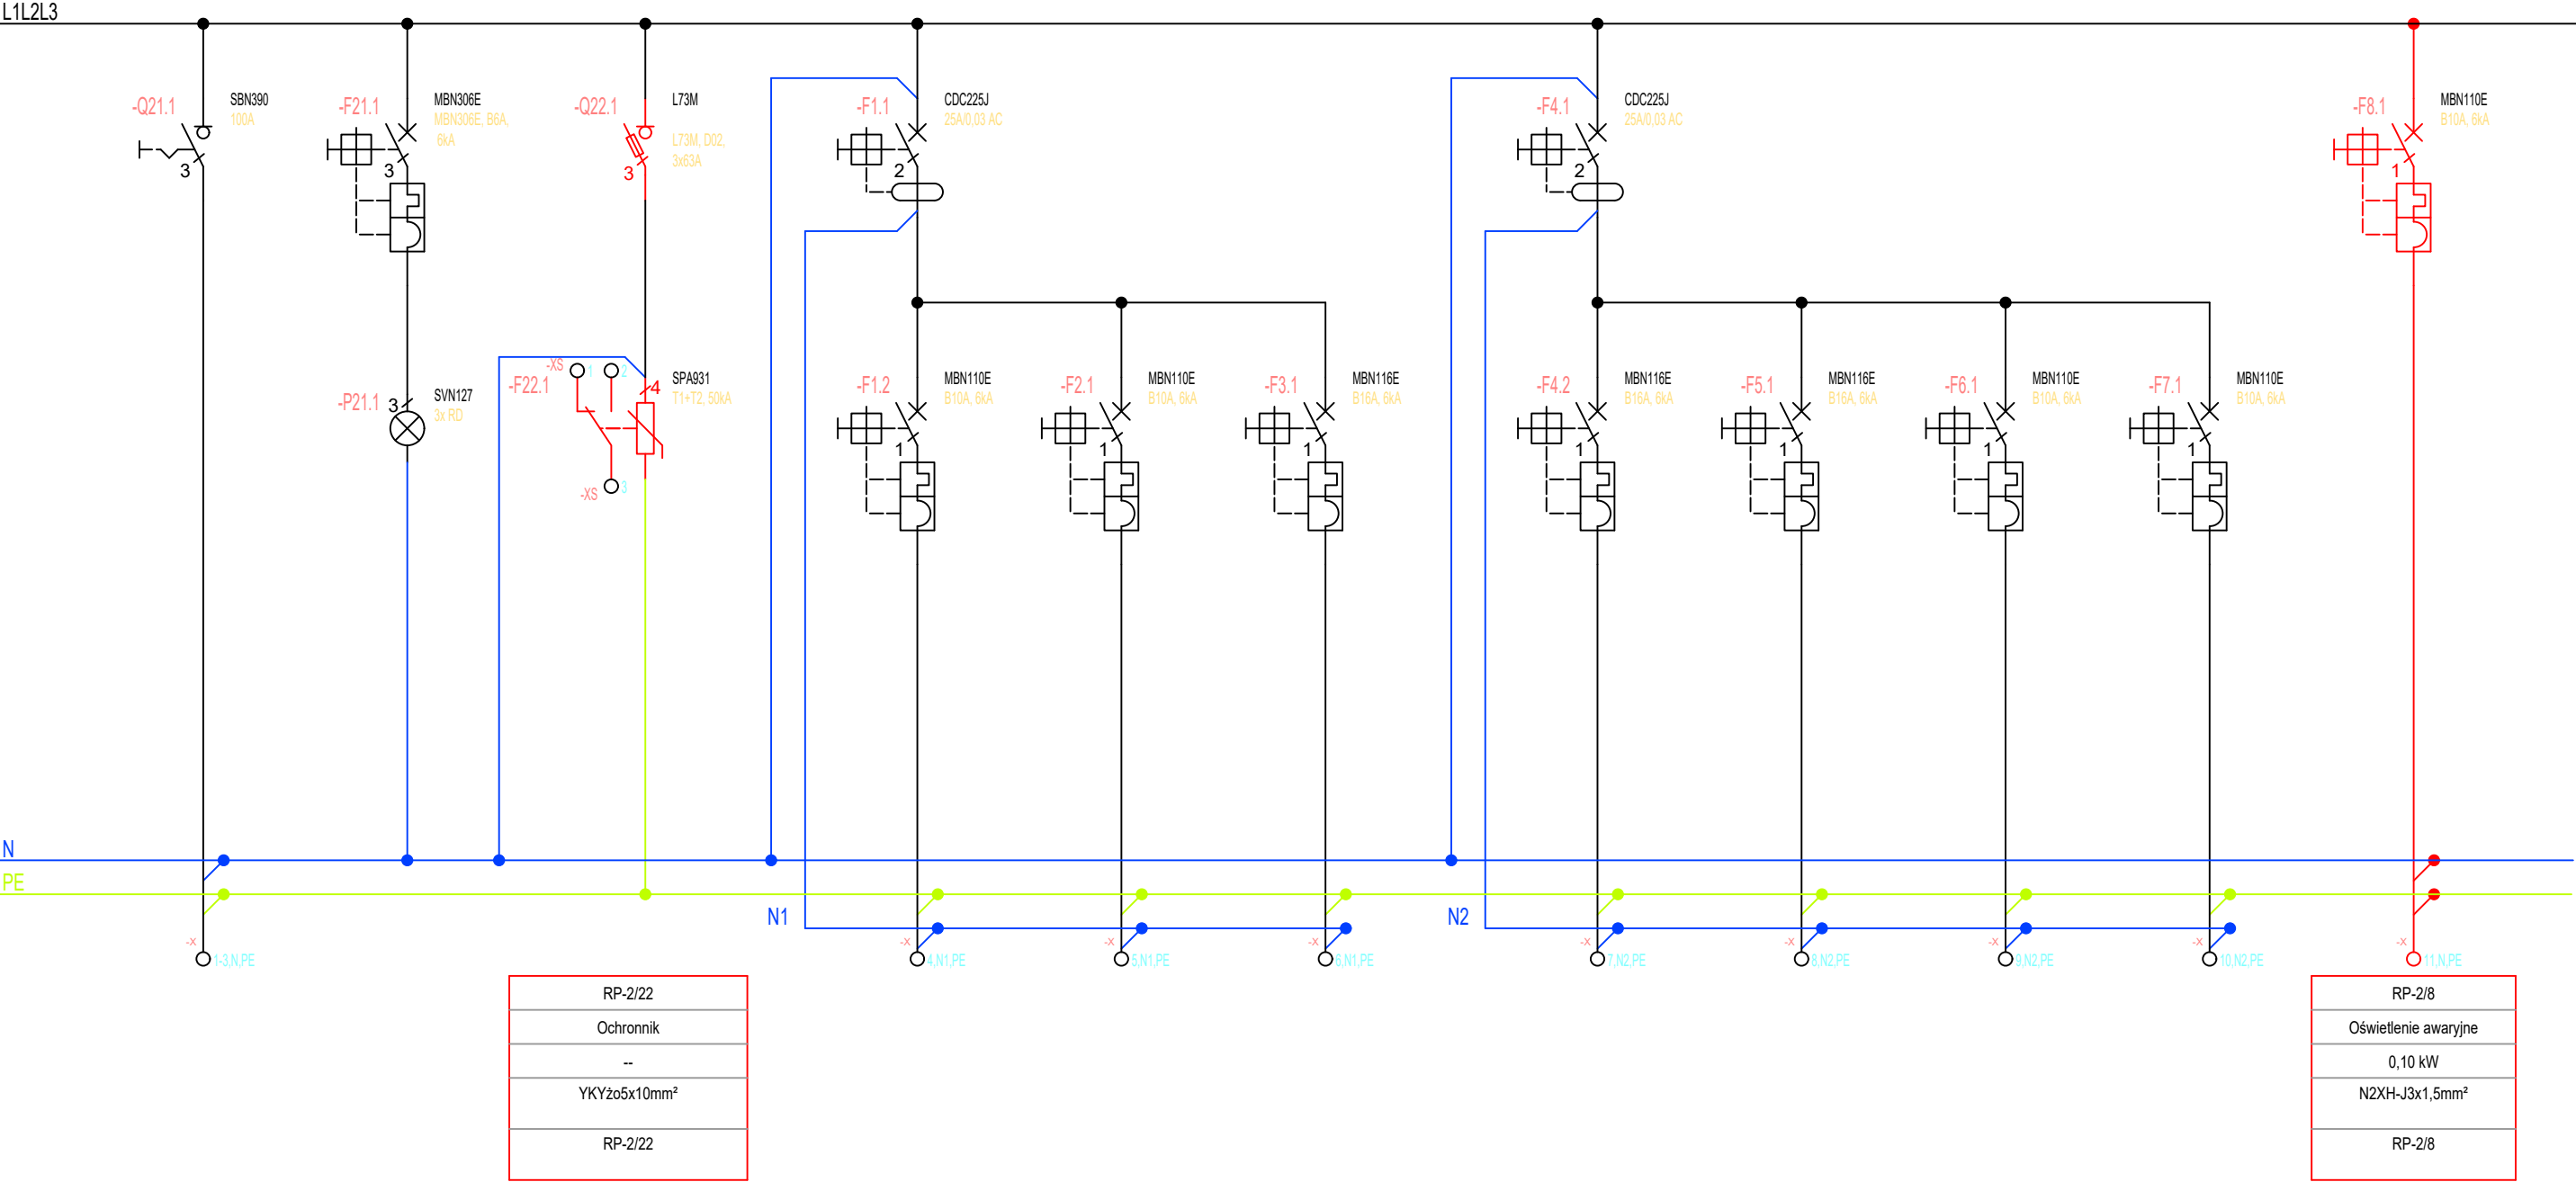 L1L2L3
-Q21.1
SBN390
100A
3
-F21.1
MBN306E
MBN306E, B6A,
6kA
3
-P21.1
3
SVN127
3x RD
-Q22.1
L73M
L73M, D02,
3x63A
3
-F22.1
-XS
1
2
4
SPA931
T1+T2, 50kA
-XS
3
-F1.1
CDC225J
25A/0,03 AC
2
-F1.2
MBN110E
B10A, 6kA
1
-F2.1
MBN110E
B10A, 6kA
1
-F3.1
MBN116E
B16A, 6kA
1
-F4.1
CDC225J
25A/0,03 AC
2
-F4.2
MBN116E
B16A, 6kA
1
-F5.1
MBN116E
B16A, 6kA
1
-F6.1
MBN110E
B10A, 6kA
1
-F7.1
MBN110E
B10A, 6kA
1
-F8.1
MBN110E
B10A, 6kA
1
N
PE
N1
N2
-X
1-3.N,PE
-X
4,N1,PE
-X
5,N1,PE
-X
6,N1,PE
-X
7,N2,PE
-X
8,N2,PE
-X
9,N2,PE
-X
10,N2,PE
-X
11,N,PE
RP-2/22
Ochronnik
--
YKYżo5x10mm²
RP-2/22
RP-2/8
Oświetlenie awaryjne
0,10 kW
N2XH-J3x1,5mm²
RP-2/8